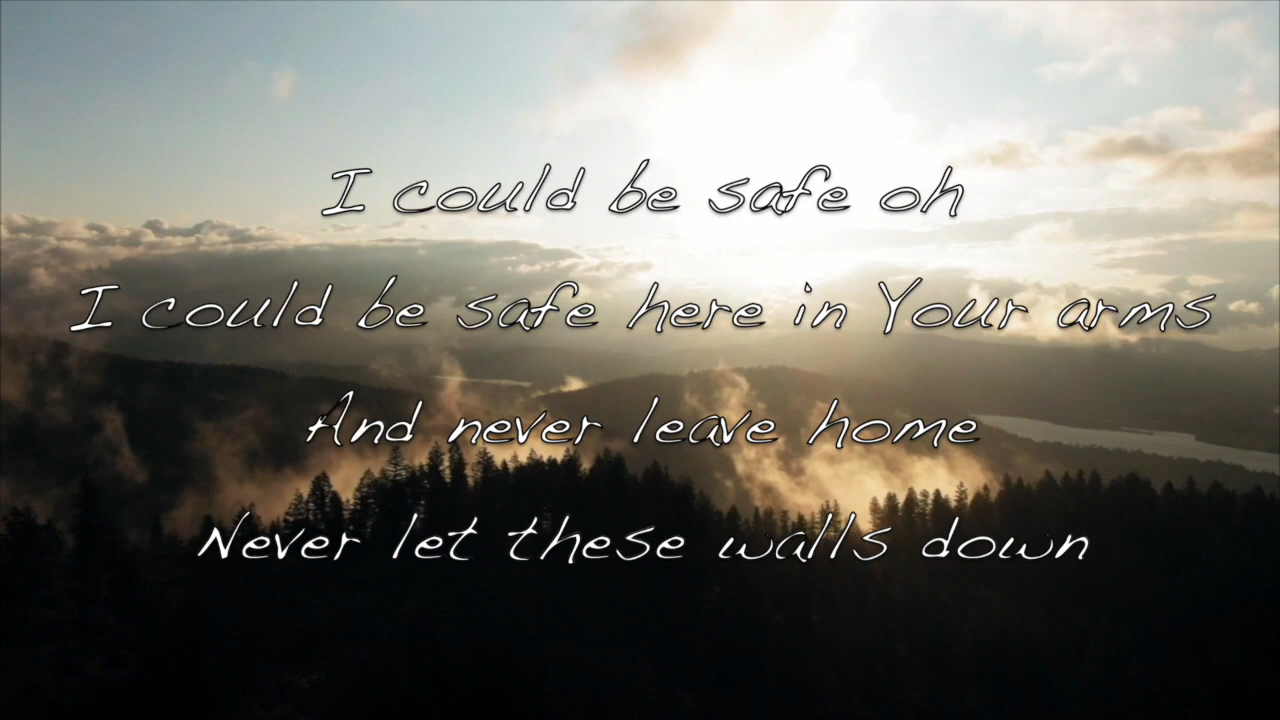 I could be safe oh
I could be safe here in Your arms
And never leave home
Never let these walls down